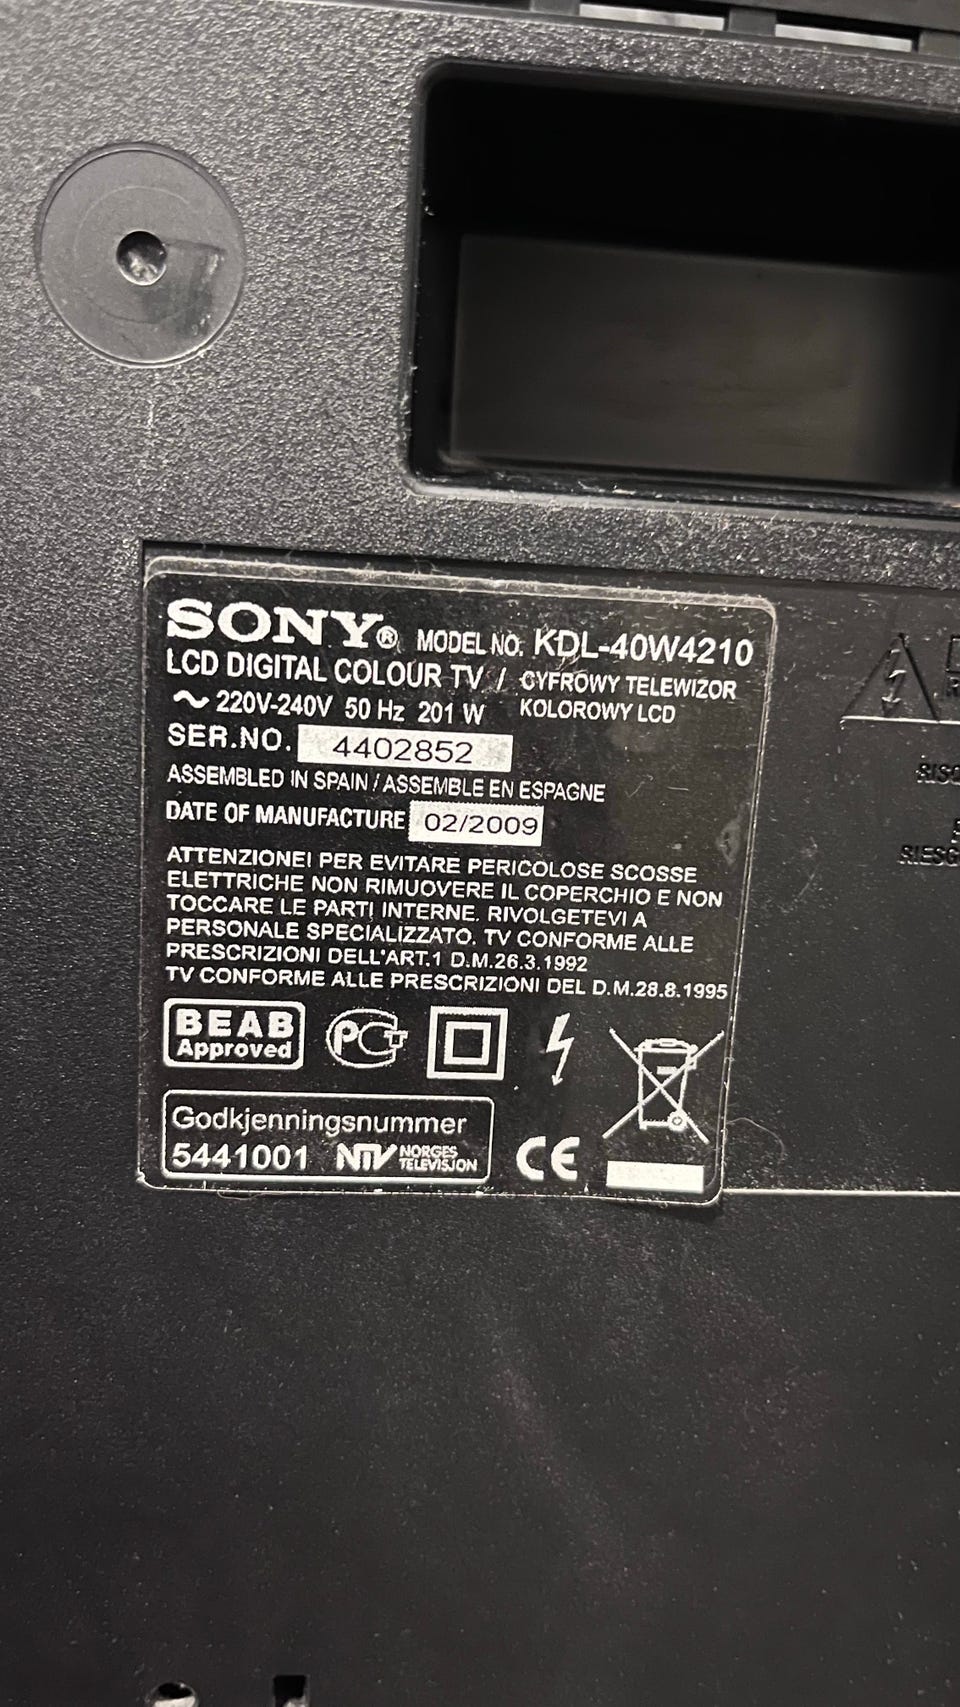 SONY® MODEL NO. KDL-40W4210
LCD DIGITAL COLOUR TV / CYFROWY TELEWIZOR
KOLOROWY LCD
~ 220V-240V 50 Hz 201 W
SER.NO. 4402852
ASSEMBLED IN SPAIN / ASSEMBLE EN ESPAGNE
DATE OF MANUFACTURE 02/2009
ATTENZIONEI PER EVITARE PERICOLOSE SCOSSE
ELETTRICHE NON RIMUOVERE IL COPERCHIO E NON
TOCCARE LE PARTI INTERNE. RIVOLGETEVI A
PERSONALE SPECIALIZZATO. TV CONFORME ALLE
PRESCRIZIONI DELL'ART.1 D.M.26.3.1992
TV CONFORME ALLE PRESCRIZIONI DEL D.M.28.8.1995
BEAB
Approved
PCT
Godkjenningsnummer
5441001 NTV NORGES
TELEVISJON
CE